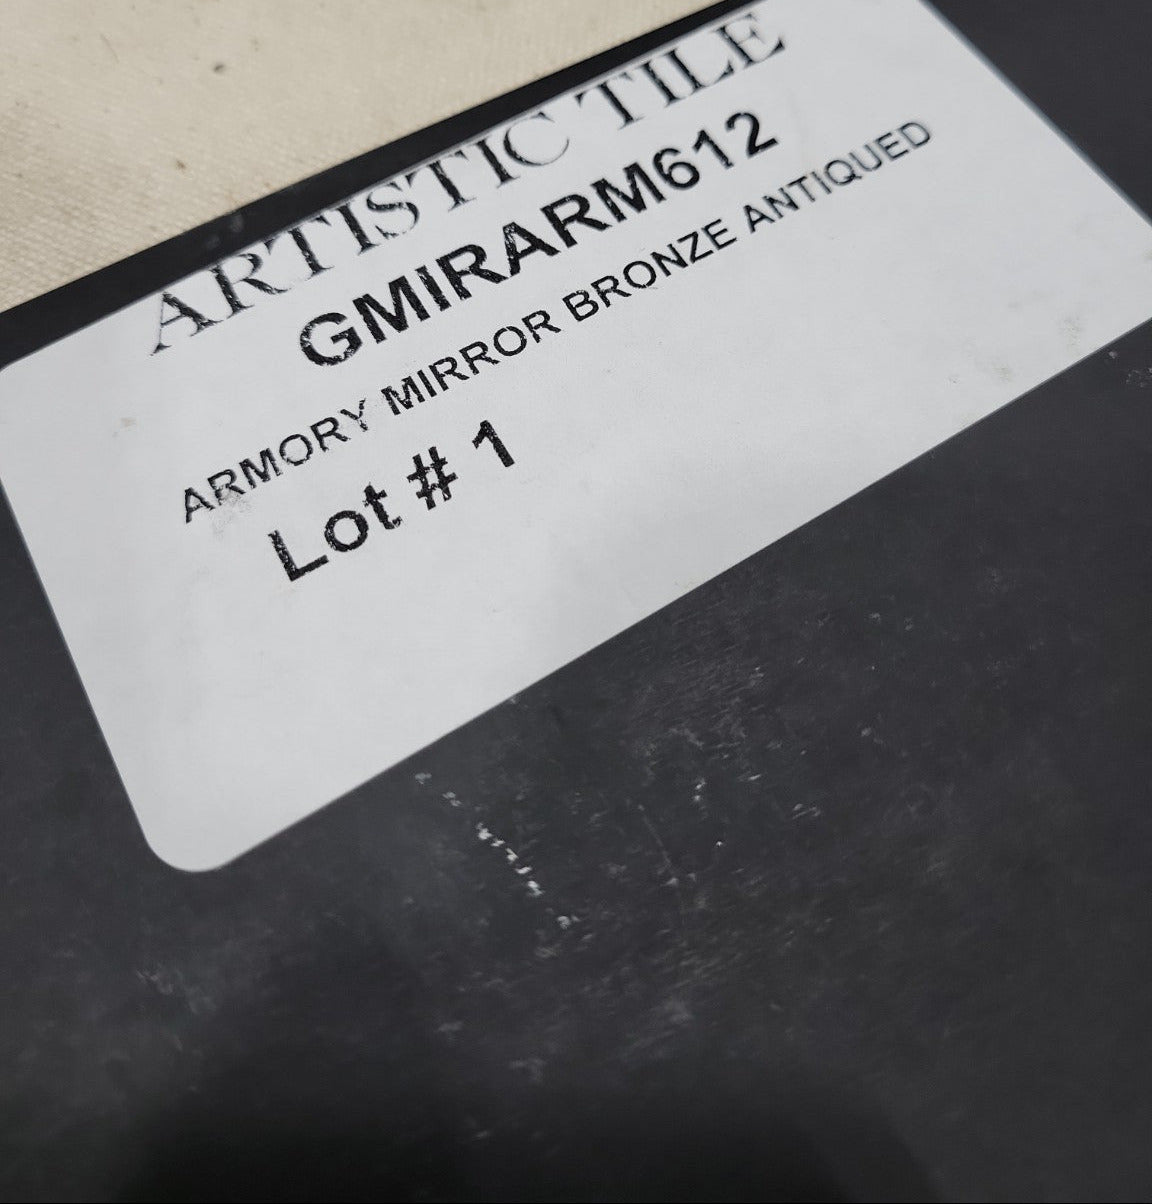 ARTISTIC TILE
GMIRARM612
ARMORY MIRROR BRONZE ANTIQUED
Lot # 1